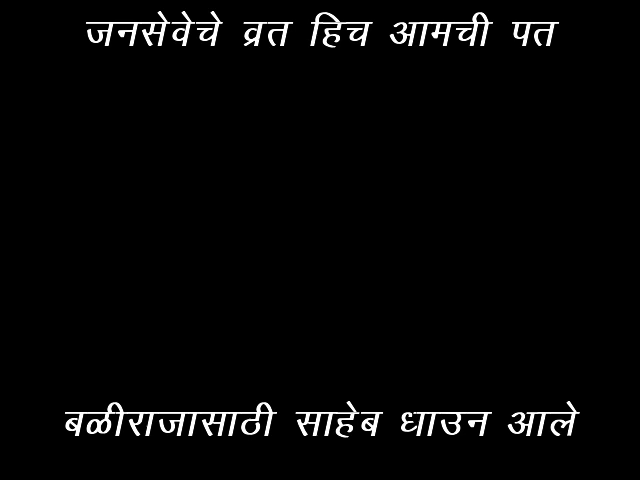 जनसेवेचे व्रत हिच आमची पत
बळीराजासाठी साहेब धाउन आले